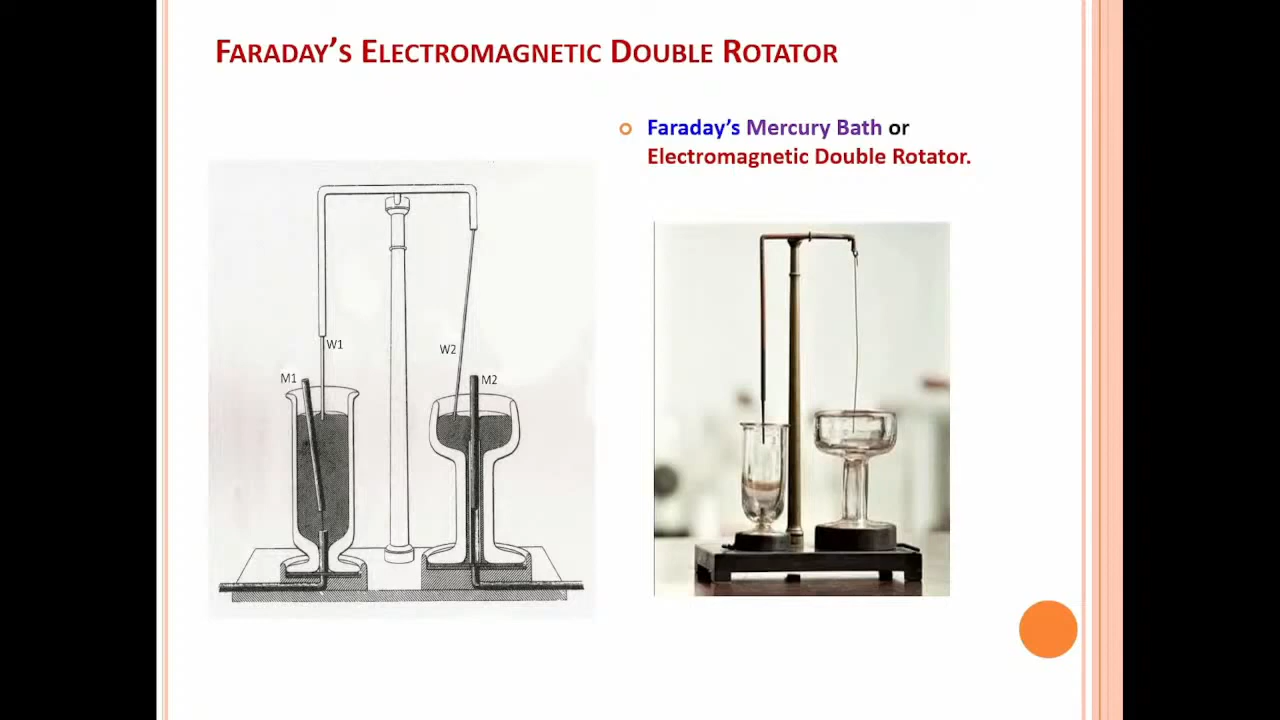 FARADAY'S ELECTROMAGNETIC DOUBLE ROTATOR
Faraday's Mercury Bath or
Electromagnetic Double Rotator.
W1
W2
M1
M2